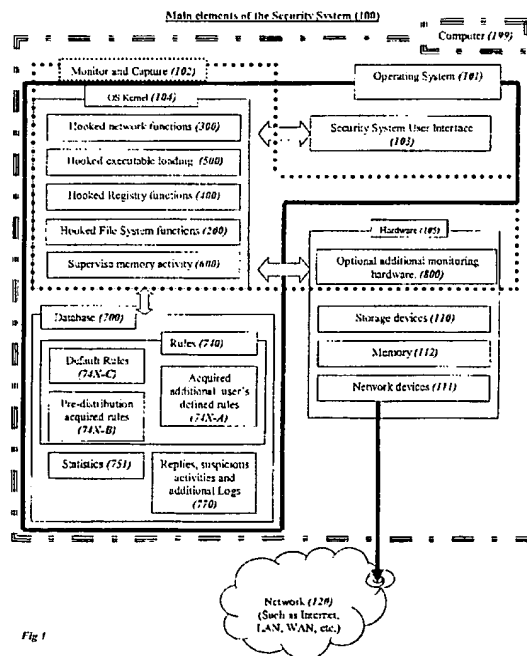 Main elements of the Security System (100)
Computer (199)
Monitor and Capture (102)
Operating System (101)
OS Kernel (104)
Hooked network functions (300)
Security System User Interface
(103)
Hooked executable loading (500)
Hooked Registry functions (400)
Hardware (105)
Hooked File System functions (200)
Optional additional monitoring
hardware. (800)
Supervise memory activity (600)
Database (700)
Storage devices (110)
Rules (740)
Memory (112)
Default Rules
(74X-C)
Acquired
additional user's
defined rules
(74X-A)
Network devices (111)
Pre-distribution
acquired rules
(74X-B)
Statistics (751)
Replies, suspicious
activities and
additional Logs
(770)
Network (120)
(Such as Internet,
LAN, WAN, etc.)
Fig 1